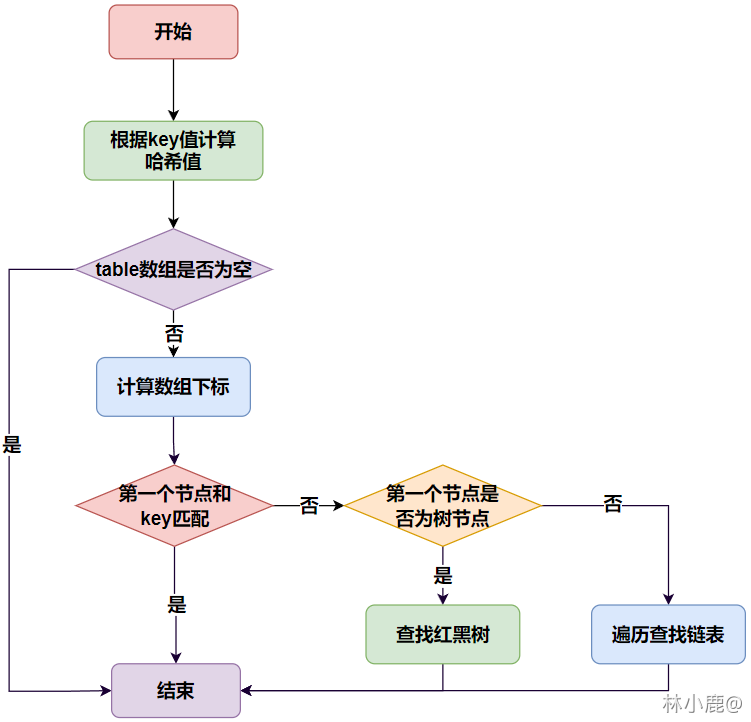 开始
根据key值计算
哈希值
table数组是否为空
否
计算数组下标
是
第一个节点和
key匹配
否
第一个节点是
否为树节点
否
是
是
查找红黑树
遍历查找链表
结束
林小鹿@